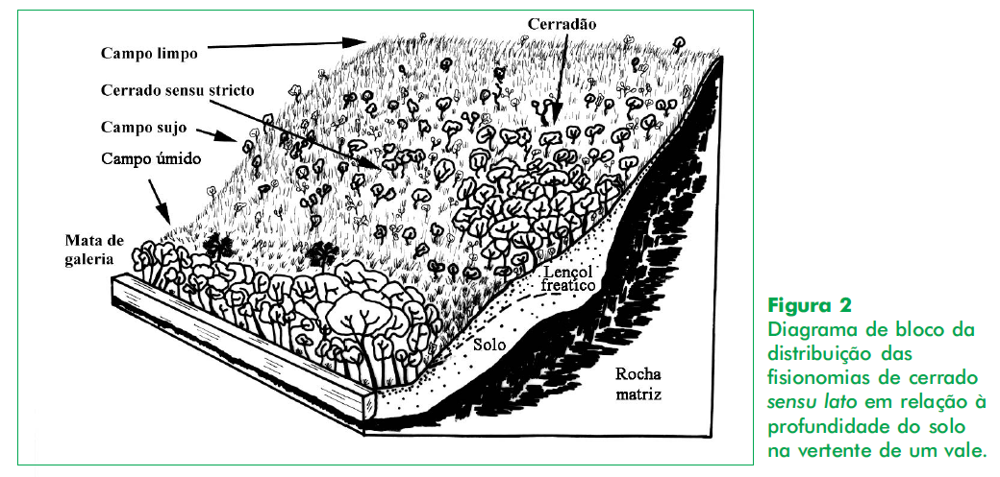 Cerradão
Campo limpo
Cerrado sensu stricto
Campo sujo
Campo úmido
Mata de
galeria
Lençol
freático
Solo
Rocha
matriz
Figura 2
Diagrama de bloco da
distribuição das
fisionomias de cerrado
sensu lato em relação à
profundidade do solo
na vertente de um vale.